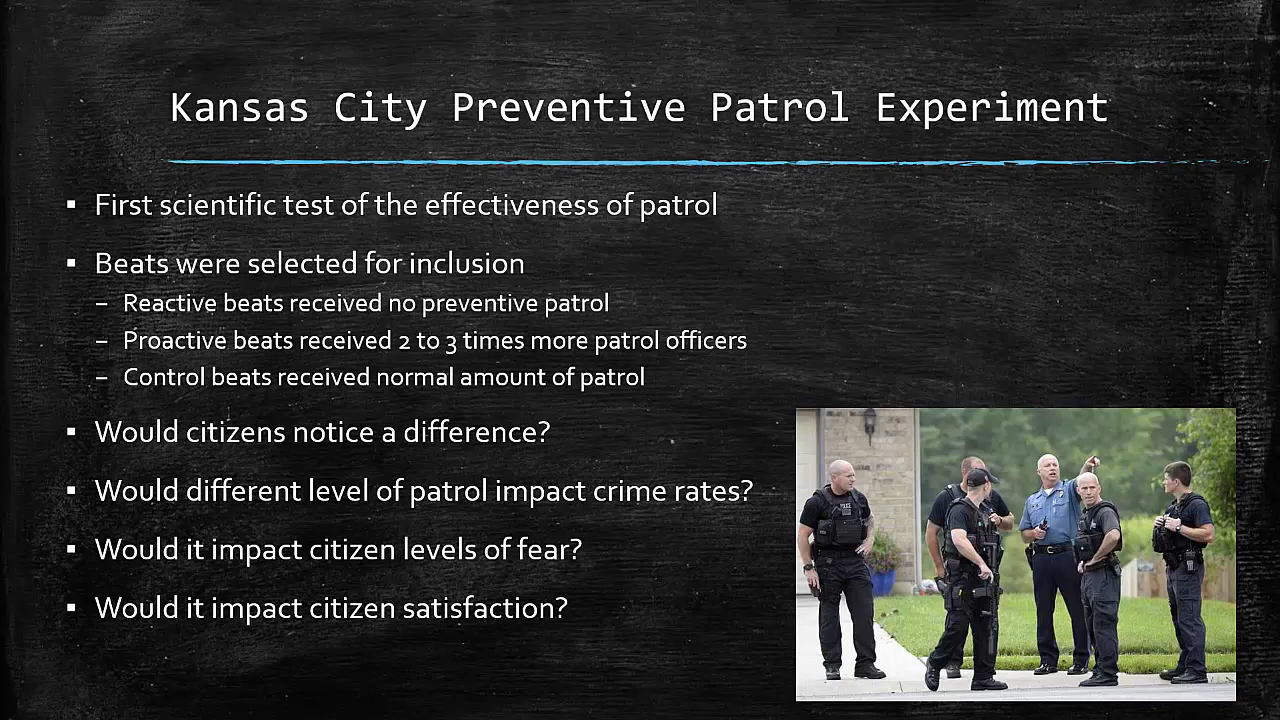 Kansas City Preventive Patrol Experiment
▪ First scientific test of the effectiveness of patrol
▪ Beats were selected for inclusion
– Reactive beats received no preventive patrol
– Proactive beats received 2 to 3 times more patrol officers
– Control beats received normal amount of patrol
▪ Would citizens notice a difference?
▪ Would different level of patrol impact crime rates?
▪ Would it impact citizen levels of fear?
▪ Would it impact citizen satisfaction?
POLICE